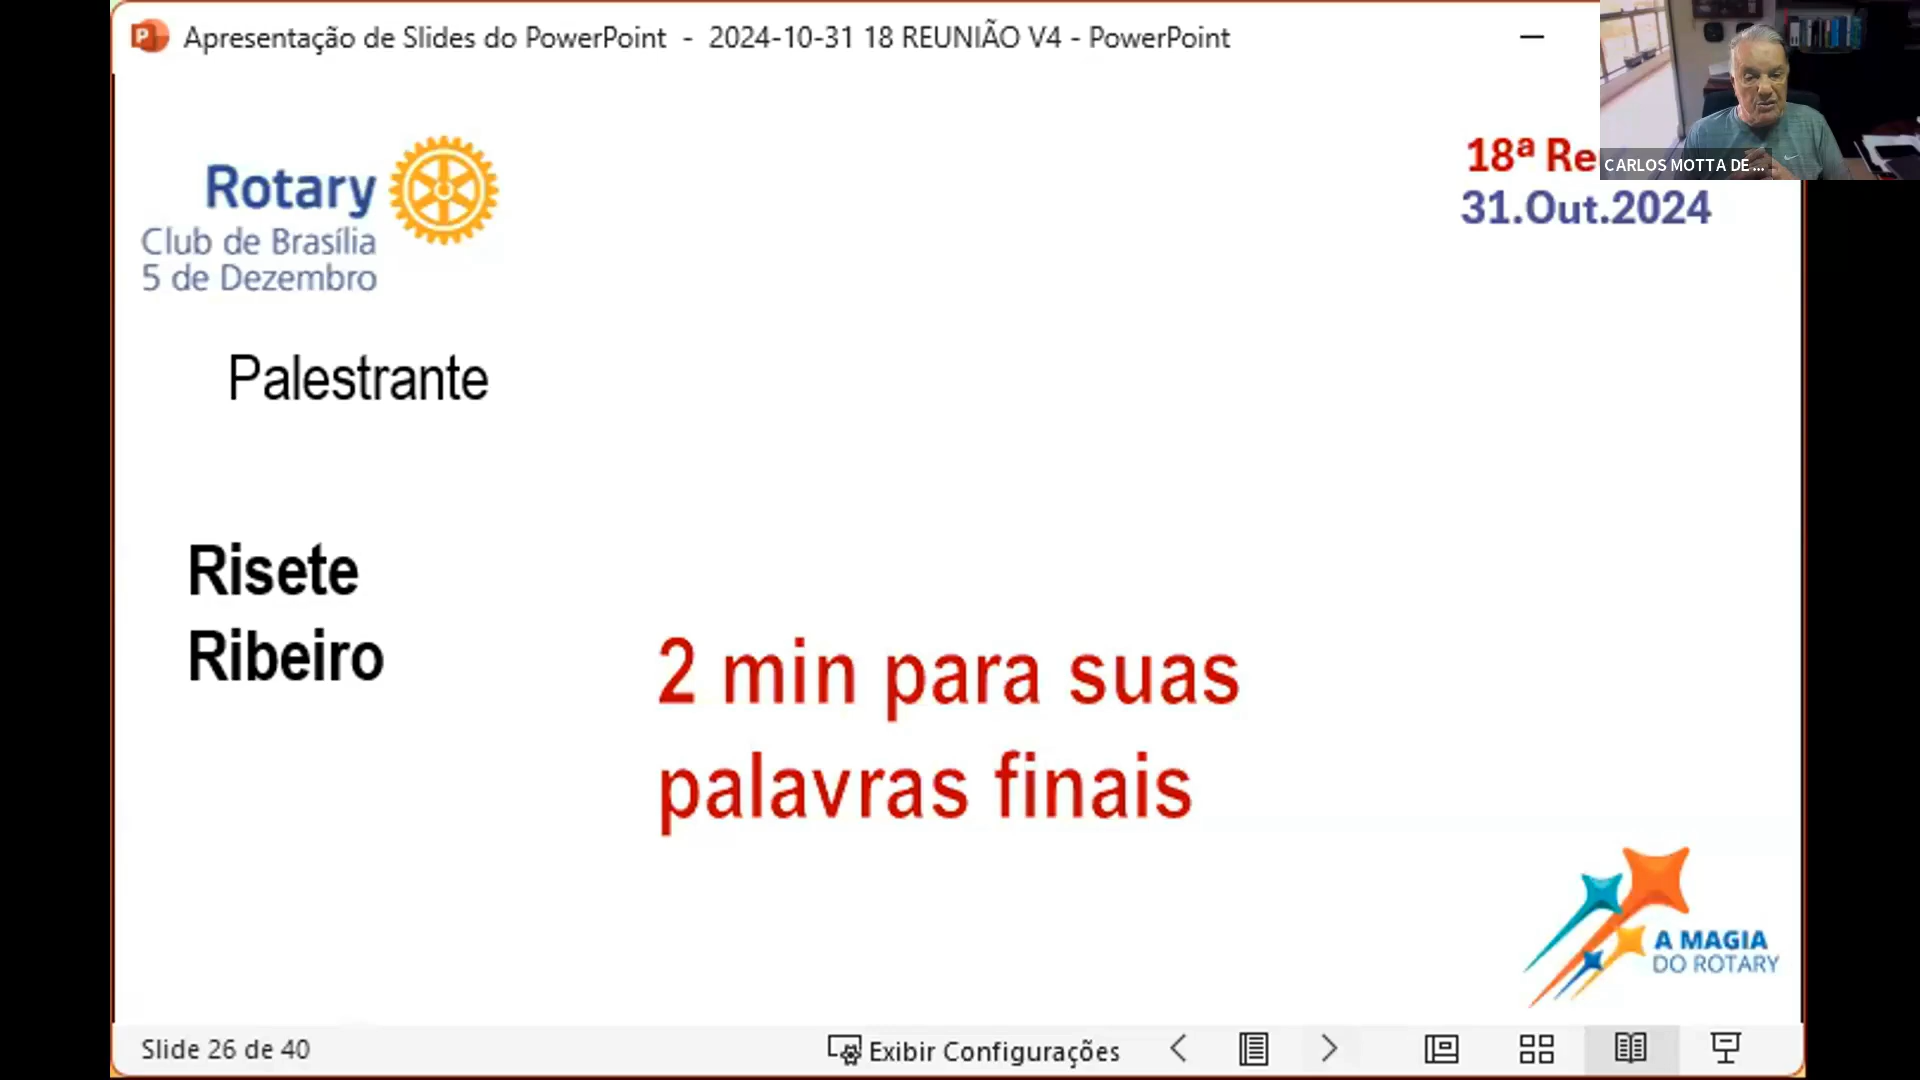 Apresentação de Slides do PowerPoint - 2024-10-31 18 REUNIÃO V4 - PowerPoint
Rotary
Club de Brasília
5 de Dezembro
18ª Re
31.Out.2024
CARLOS MOTTA DE ...
Palestrante
Risete
Ribeiro
2 min para suas
palavras finais
A MAGIA
DO ROTARY
Slide 26 de 40
Exibir Configurações